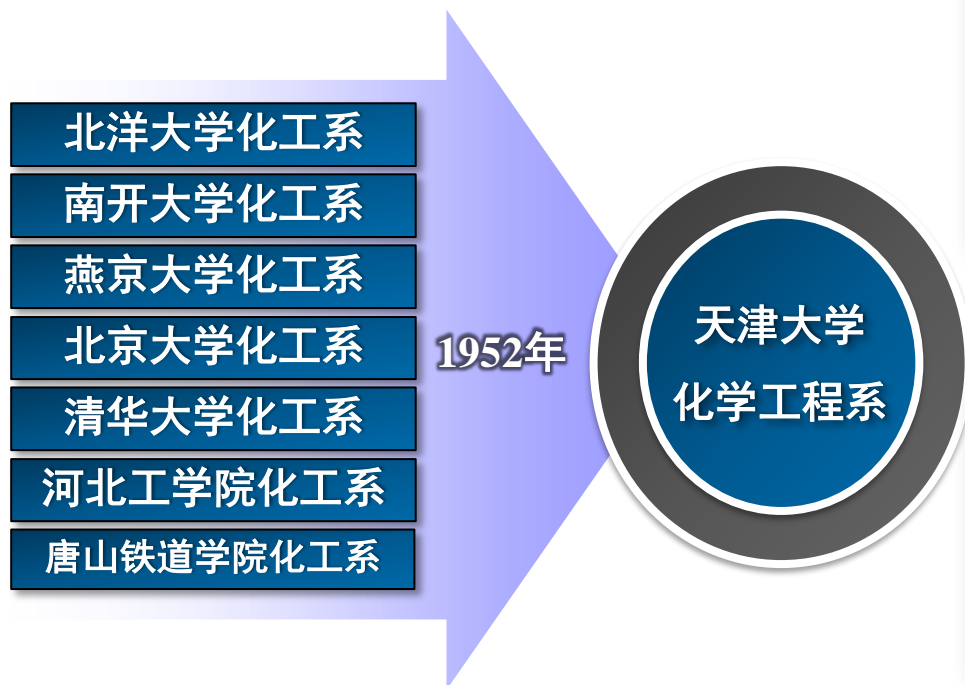 北洋大学化工系
南开大学化工系
燕京大学化工系
北京大学化工系
清华大学化工系
河北工学院化工系
唐山铁道学院化工系
1952年
天津大学
化学工程系